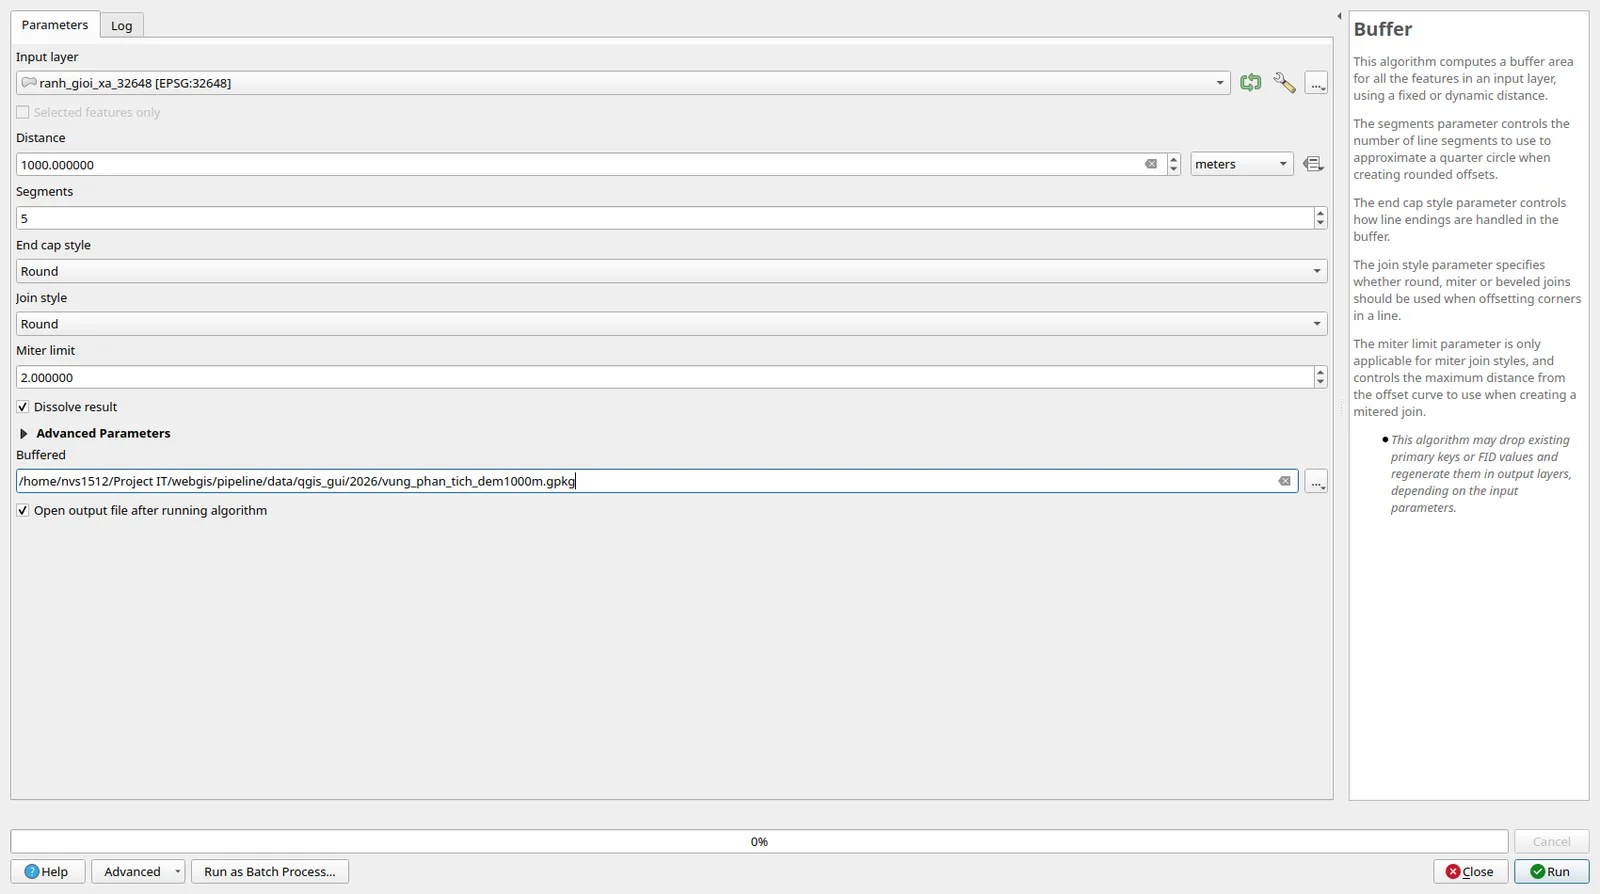 Parameters
Log
Input layer
ranh_gioi_xa_32648 [EPSG:32648]
...
Selected features only
Distance
1000.000000
meters
Segments
5
End cap style
Round
Join style
Round
Miter limit
2.000000
Dissolve result
Advanced Parameters
Buffered
/home/nvs1512/Project IT/webgis/pipeline/data/qgis_gui/2026/vung_phan_tich_dem1000m.gpkg
...
Open output file after running algorithm
Buffer
This algorithm computes a buffer area
for all the features in an input layer,
using a fixed or dynamic distance.
The segments parameter controls the
number of line segments to use to
approximate a quarter circle when
creating rounded offsets.
The end cap style parameter controls
how line endings are handled in the
buffer.
The join style parameter specifies
whether round, miter or beveled joins
should be used when offsetting corners
in a line.
The miter limit parameter is only
applicable for miter join styles, and
controls the maximum distance from
the offset curve to use when creating a
mitered join.
This algorithm may drop existing
primary keys or FID values and
regenerate them in output layers,
depending on the input
parameters.
0%
Cancel
Help
Advanced
Run as Batch Process...
Close
Run